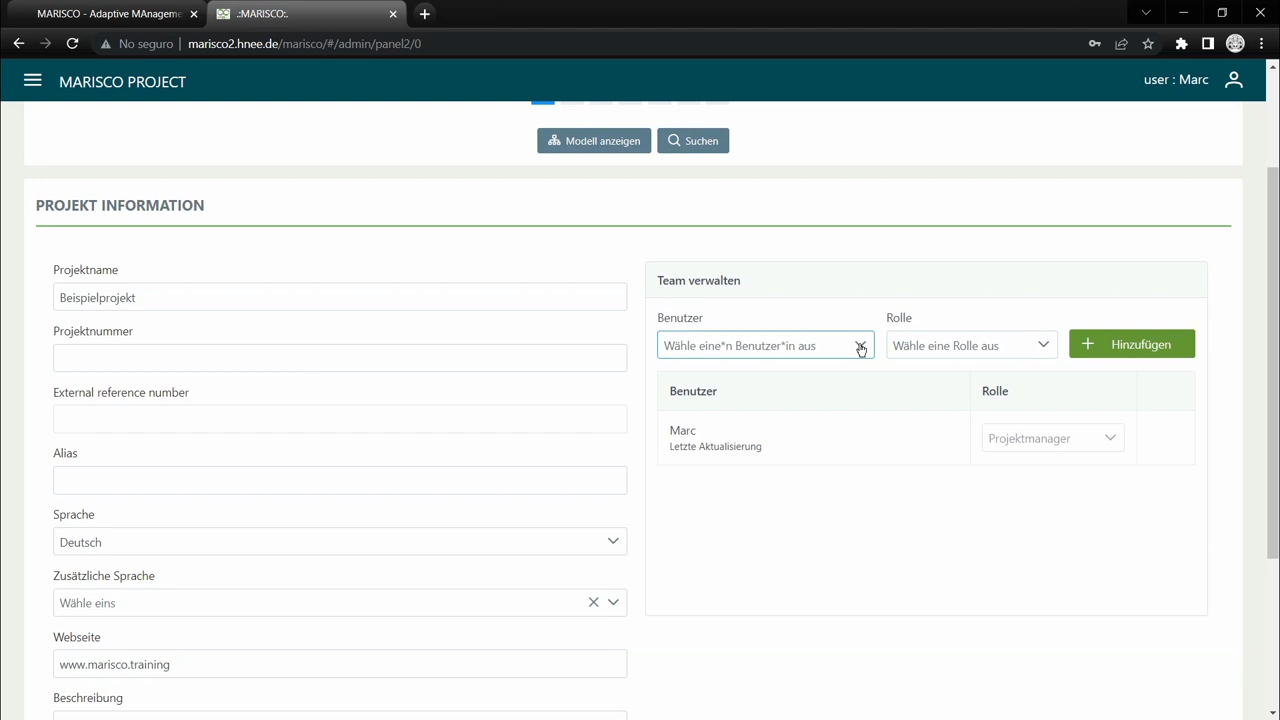 MARISCO - Adaptive MAnageme
.:MARISCO:.
No seguro
marisco2.hnee.de/marisco/#/admin/panel2/0
MARISCO PROJECT
user : Marc
Modell anzeigen
Suchen
PROJEKT INFORMATION
Projektname
Beispielprojekt
Projektnummer
External reference number
Alias
Sprache
Deutsch
Zusätzliche Sprache
Wähle eins
Webseite
www.marisco.training
Beschreibung
Team verwalten
Benutzer
Rolle
Wähle eine*n Benutzer*in aus
Wähle eine Rolle aus
Hinzufügen
Benutzer
Rolle
Marc
Letzte Aktualisierung
Projektmanager